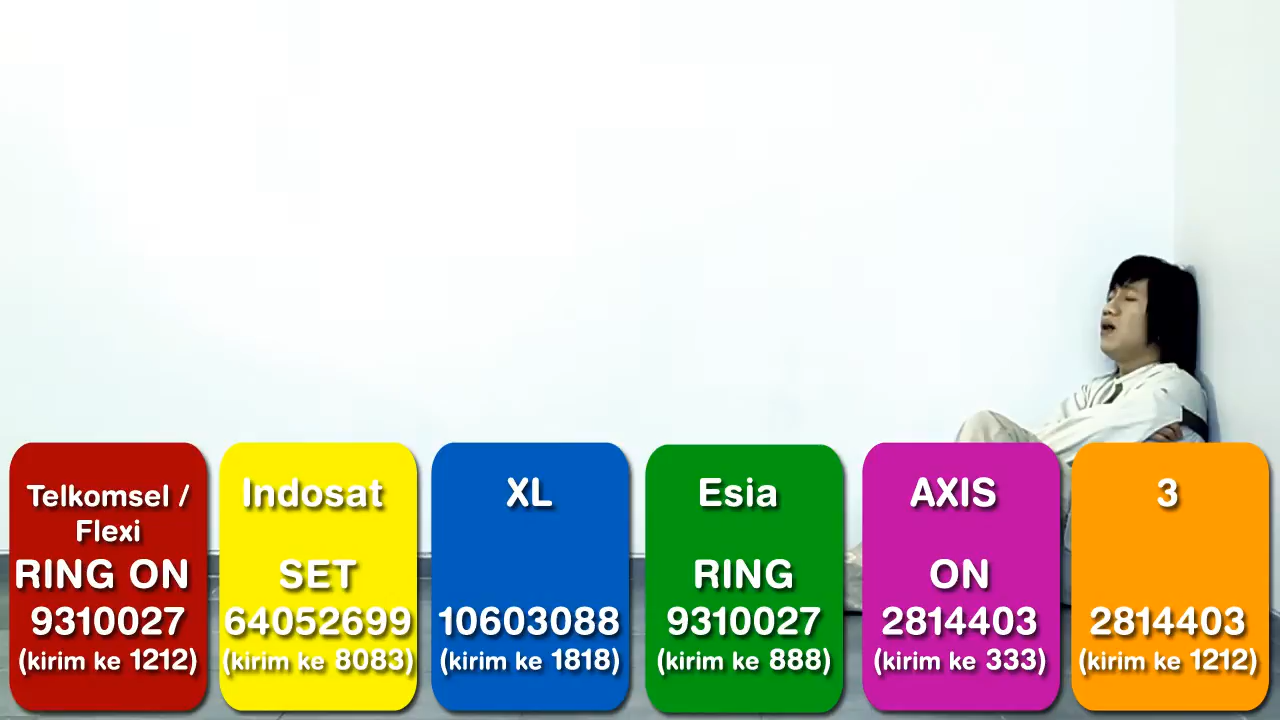 Telkomsel /
Flexi
RING ON
9310027
(kirim ke 1212)
Indosat
SET
64052699
(kirim ke 8083)
XL
10603088
(kirim ke 1818)
Esia
RING
9310027
(kirim ke 888)
AXIS
ON
2814403
(kirim ke 333)
3
2814403
(kirim ke 1212)